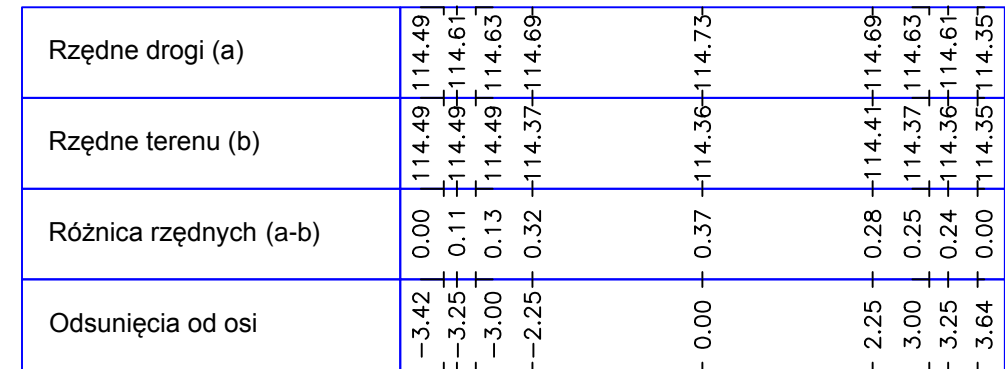 Rzędne drogi (a) 114.49 114.61 114.63 114.69 114.73 114.69 114.63 114.61 114.35
Rzędne terenu (b) 114.49 114.49 114.49 114.37 114.36 114.41 114.37 114.36 114.35
Różnica rzędnych (a-b) 0.00 0.11 0.13 0.32 0.37 0.28 0.25 0.24 0.00
Odsunięcia od osi -3.42 -3.25 -3.00 -2.25 0.00 2.25 3.00 3.25 3.64